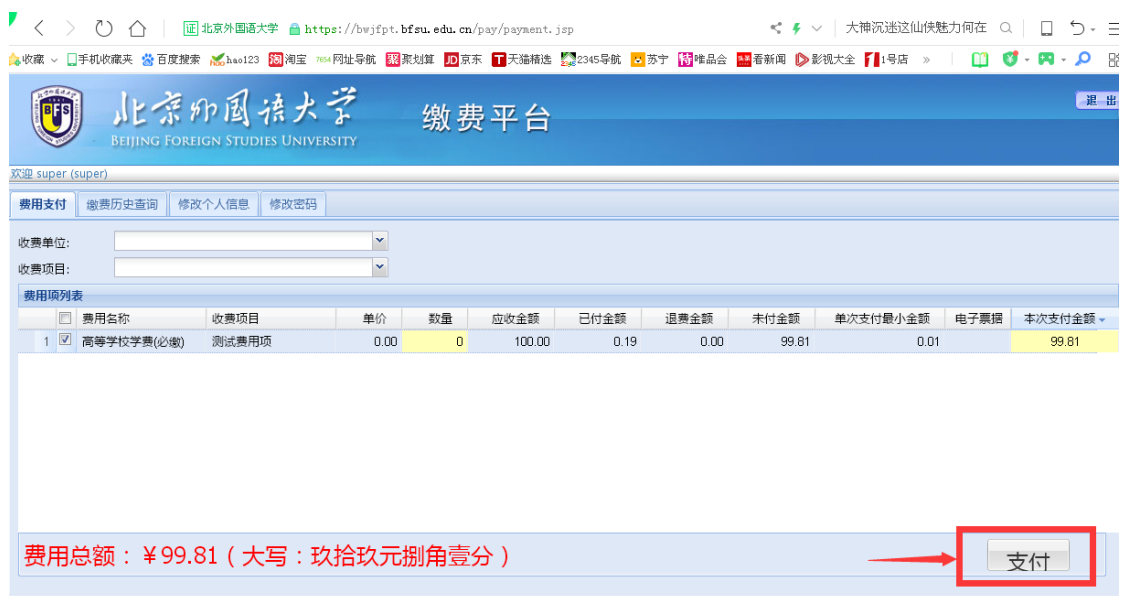 证 北京外国语大学 https://bwjfpt.bfsu.edu.cn/pay/payment.jsp 大神沉迷这山侠魅力何在
收藏 手机收藏夹 百度搜索 hao123 淘 淘宝 7654 网址导航 聚 聚划算 JD 京东 T 天猫精选 2345导航 苏宁 特 唯品会 看新闻 影视大全 1号店 »
BFS 北京外国语大学 缴费平台 退 出
BEIJING FOREIGN STUDIES UNIVERSITY
欢迎 super (super)
费用支付 缴费历史查询 修改个人信息 修改密码
收费单位:
收费项目:
费用项列表
费用名称 收费项目 单价 数量 应收金额 已付金额 退费金额 未付金额 单次支付最小金额 电子票据 本次支付金额
1 高等学校学费(必缴) 测试费用项 0.00 0 100.00 0.19 0.00 99.81 0.01 99.81
费用总额：￥99.81（大写：玖拾玖元捌角壹分） 支付